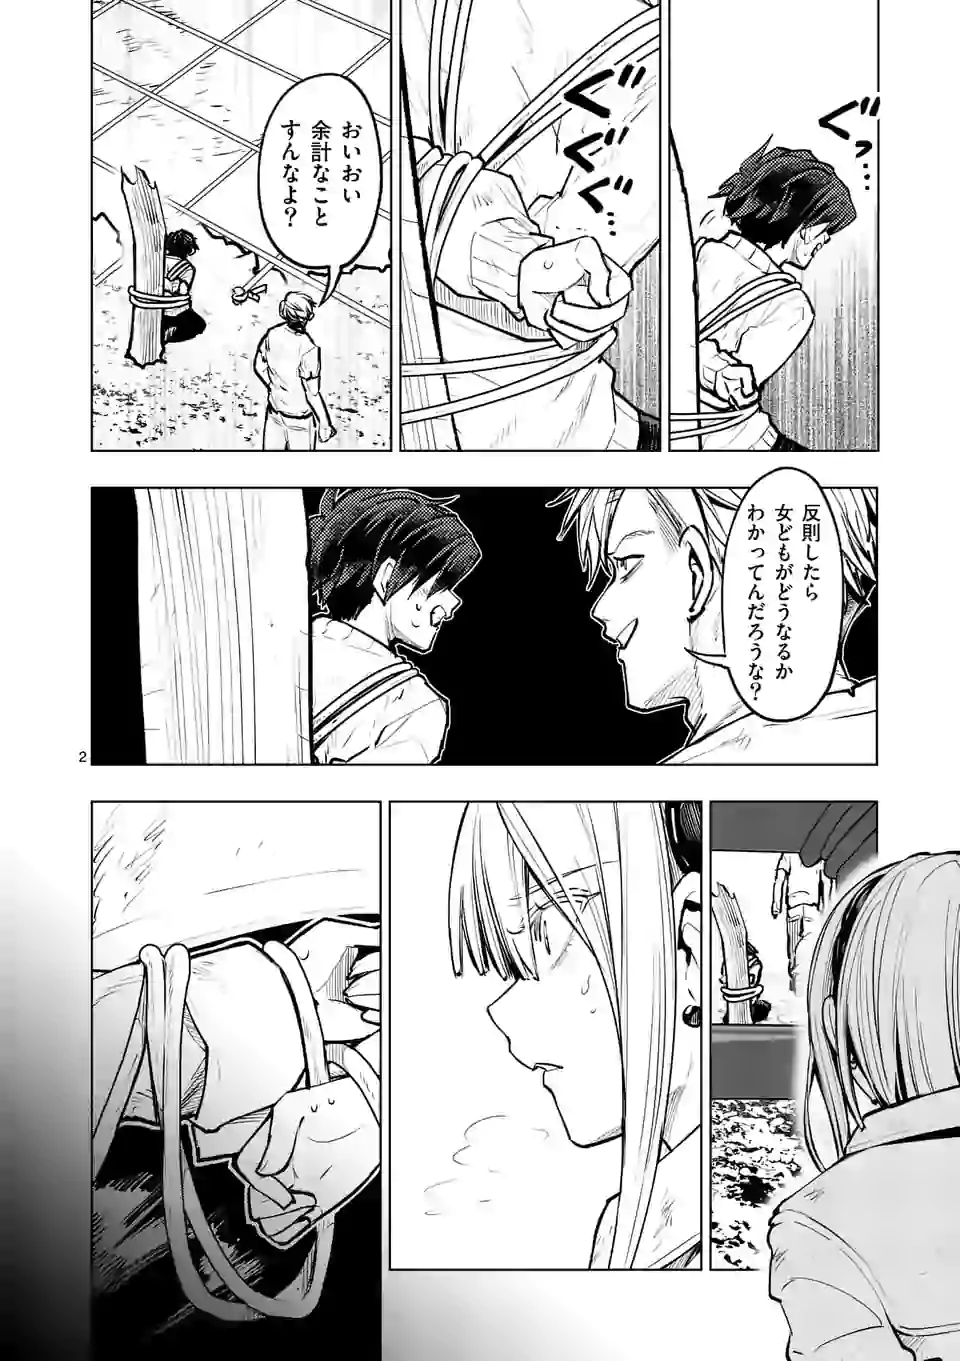 ぐ…
ぐぐ…
おいおい
余計なこと
すんなよ？
反則したら
女どもがどうなるか
わかってんだろうな？
2